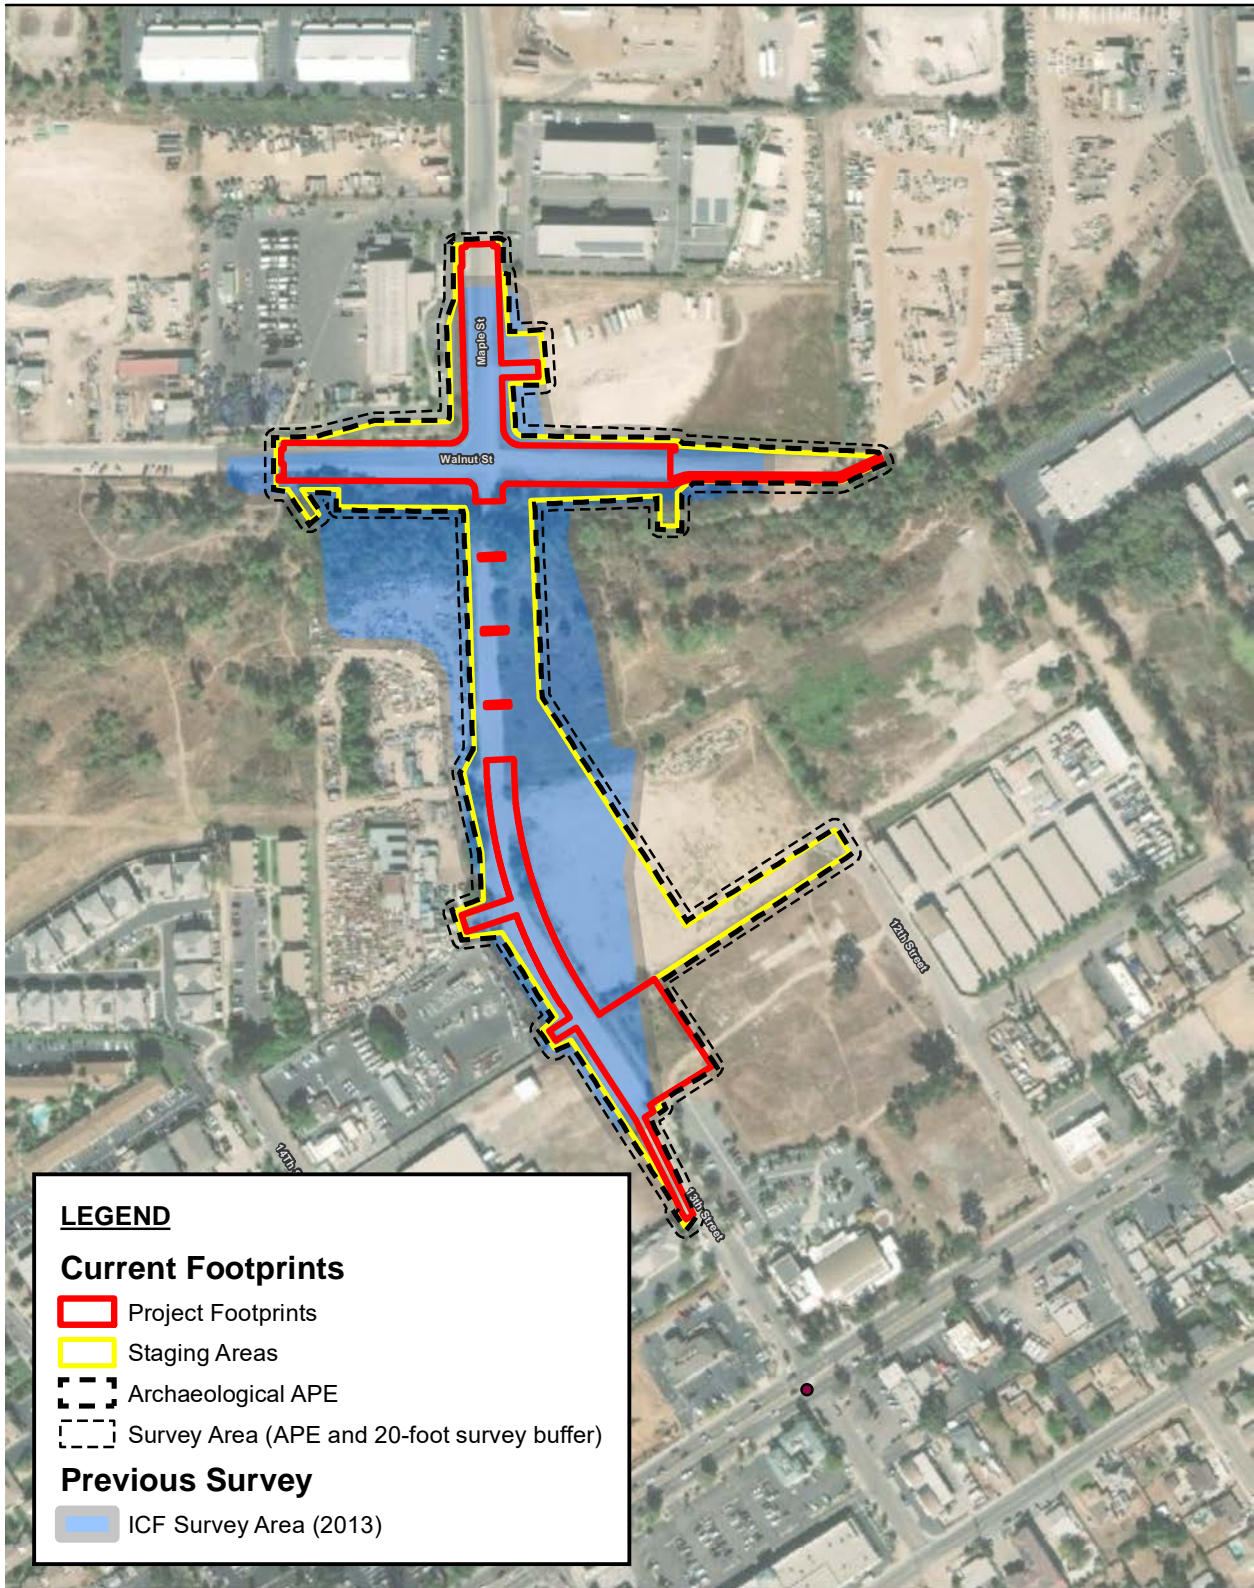 Maple St
Walnut St
12th Street
14Th S
13th Street
LEGEND
Current Footprints
Project Footprints
Staging Areas
Archaeological APE
Survey Area (APE and 20-foot survey buffer)
Previous Survey
ICF Survey Area (2013)